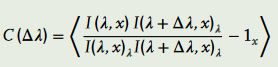 C(Δλ) = ⟨ I(λ,x) I(λ + Δλ, x)_λ / I(λ,x)_λ I(λ + Δλ, x)_λ − 1_x ⟩